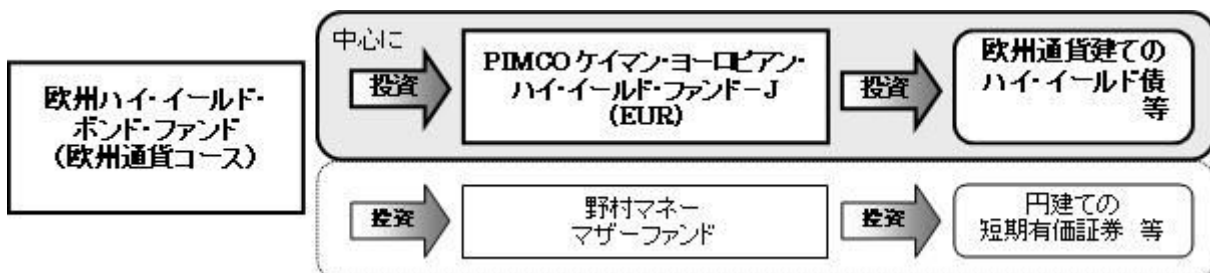 欧州ハイ・イールド・
ボンド・ファンド
(欧州通貨コース)
中心に
投資
PIMCO ケイマン・ヨーロピアン・
ハイ・イールド・ファンド－J
(EUR)
投資
欧州通貨建ての
ハイ・イールド債
等
投資
野村マネー
マザーファンド
投資
円建ての
短期有価証券 等